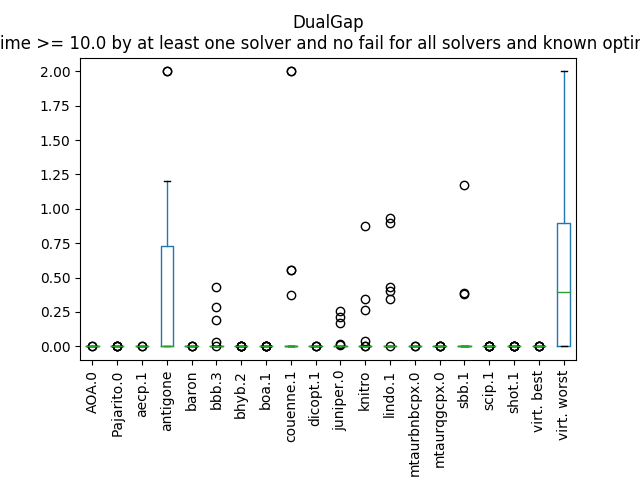 DualGap
ime >= 10.0 by at least one solver and no fail for all solvers and known optim
2.00
1.75
1.50
1.25
1.00
0.75
0.50
0.25
0.00
AOA.0
Pajarito.0
aecp.1
antigone
baron
bbb.3
bhyb.2
boa.1
couenne.1
dicopt.1
juniper.0
knitro
lindo.1
mtaurbnbcpx.0
mtaurqgcpx.0
sbb.1
scip.1
shot.1
virt. best
virt. worst